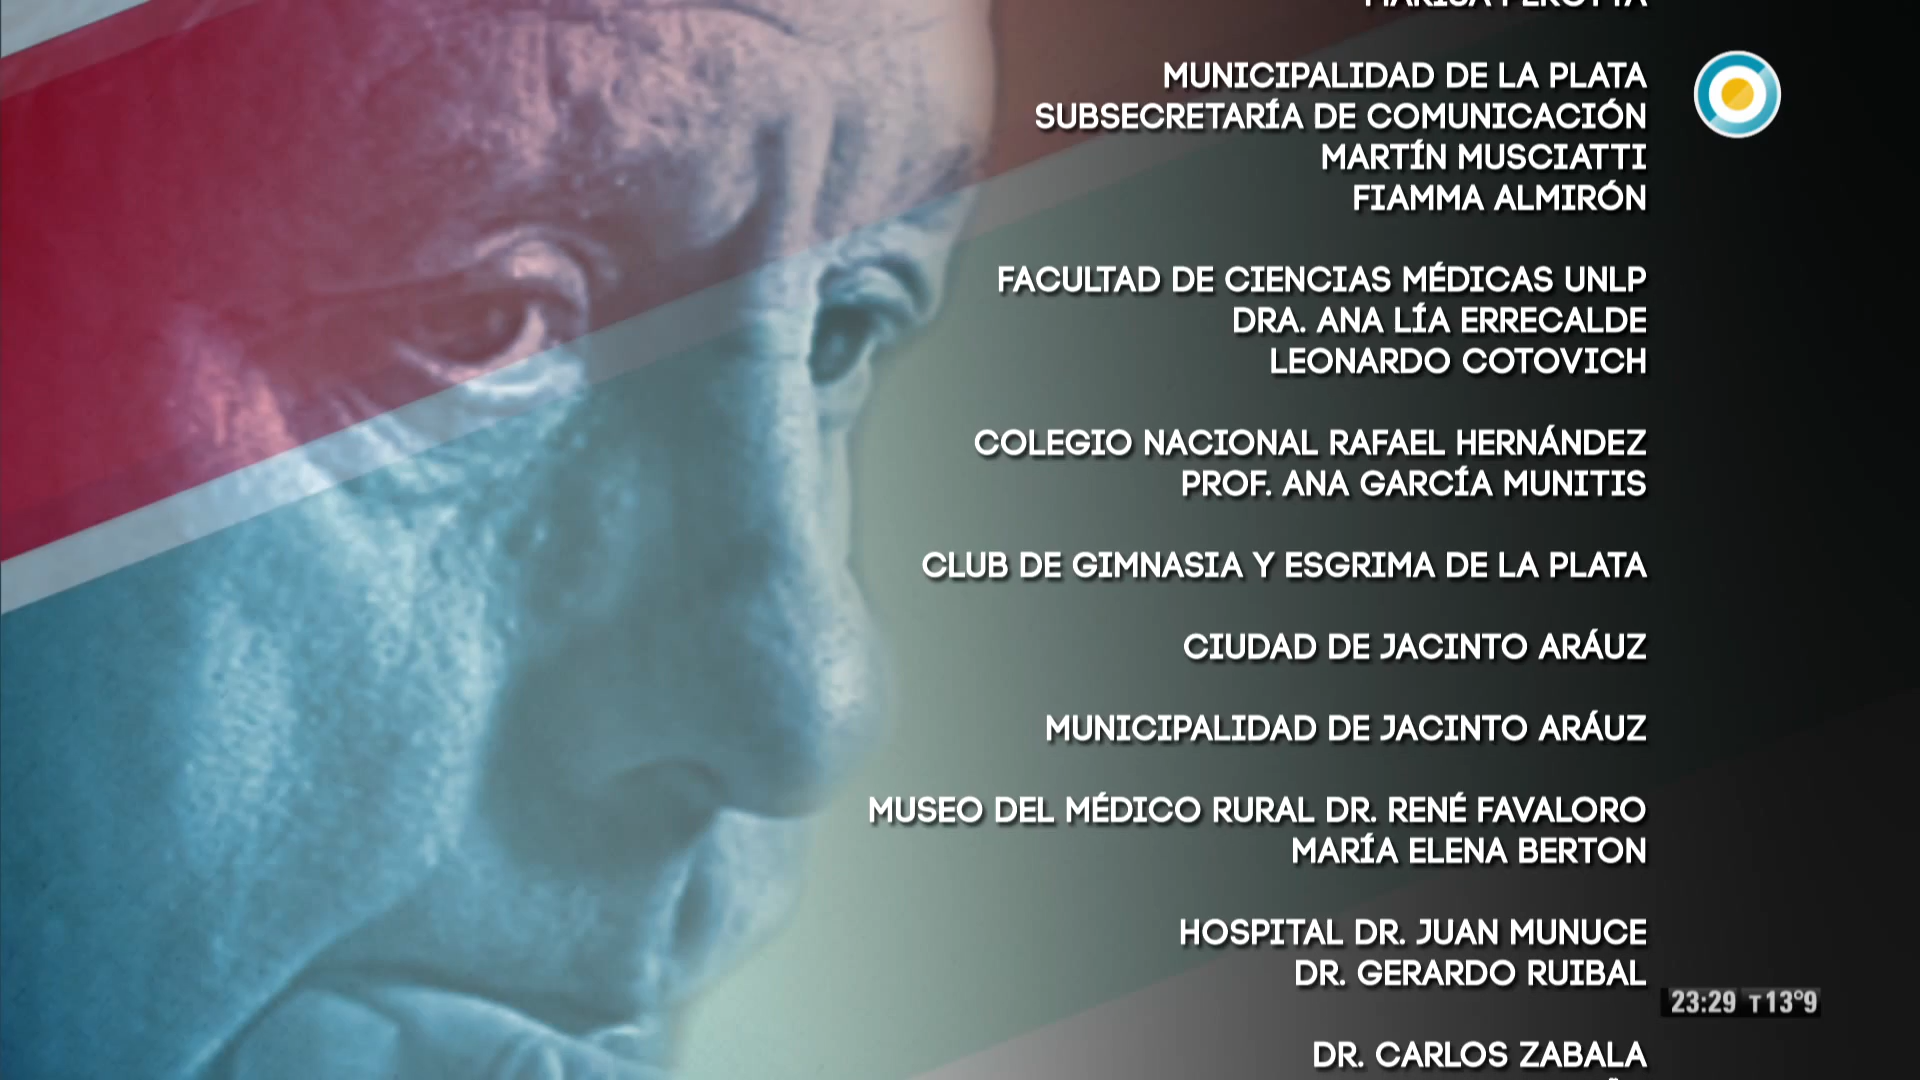 MARISA PEROTTA
MUNICIPALIDAD DE LA PLATA
SUBSECRETARÍA DE COMUNICACIÓN
MARTÍN MUSCIATTI
FIAMMA ALMIRÓN
FACULTAD DE CIENCIAS MÉDICAS UNLP
DRA. ANA LÍA ERRECALDE
LEONARDO COTOVICH
COLEGIO NACIONAL RAFAEL HERNÁNDEZ
PROF. ANA GARCÍA MUNITIS
CLUB DE GIMNASIA Y ESGRIMA DE LA PLATA
CIUDAD DE JACINTO ARÁUZ
MUNICIPALIDAD DE JACINTO ARÁUZ
MUSEO DEL MÉDICO RURAL DR. RENÉ FAVALORO
MARÍA ELENA BERTON
HOSPITAL DR. JUAN MUNUCE
DR. GERARDO RUIBAL
23:29 T13°9
DR. CARLOS ZABALA